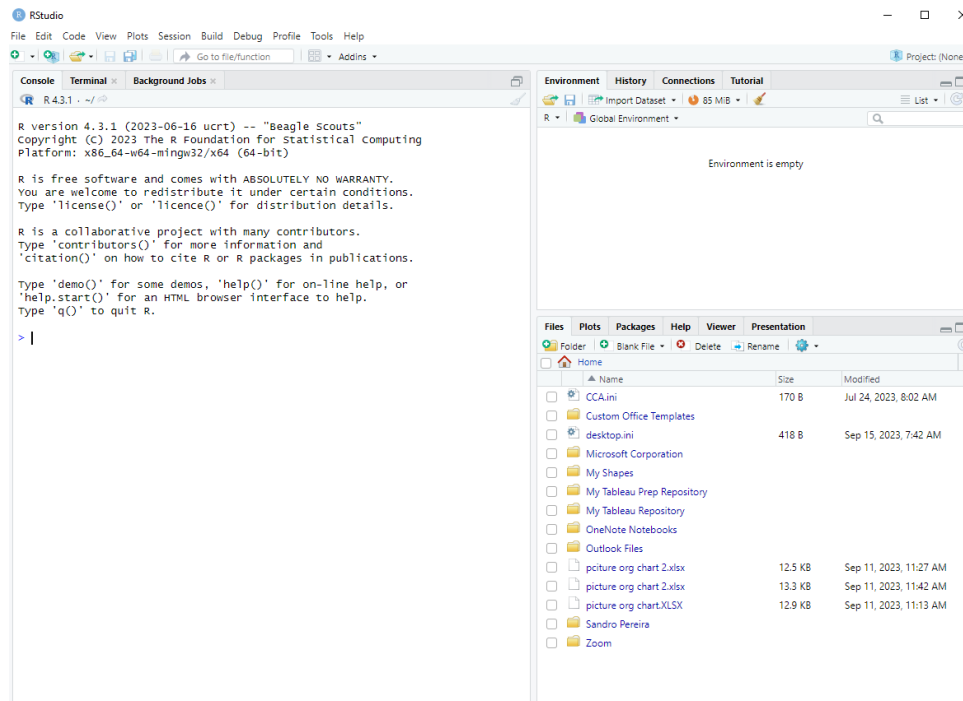 RStudio
File Edit Code View Plots Session Build Debug Profile Tools Help
Go to file/function Addins Project: (None
Console Terminal Background Jobs
R 4.3.1 · ~/
R version 4.3.1 (2023-06-16 ucrt) -- "Beagle Scouts"
Copyright (C) 2023 The R Foundation for Statistical Computing
Platform: x86_64-w64-mingw32/x64 (64-bit)
R is free software and comes with ABSOLUTELY NO WARRANTY.
You are welcome to redistribute it under certain conditions.
Type 'license()' or 'licence()' for distribution details.
R is a collaborative project with many contributors.
Type 'contributors()' for more information and
'citation()' on how to cite R or R packages in publications.
Type 'demo()' for some demos, 'help()' for on-line help, or
'help.start()' for an HTML browser interface to help.
Type 'q()' to quit R.
>
Environment History Connections Tutorial
Import Dataset 85 MiB List
R Global Environment
Environment is empty
Files Plots Packages Help Viewer Presentation
Folder Blank File Delete Rename
Home
Name Size Modified
CCA.ini 170 B Jul 24, 2023, 8:02 AM
Custom Office Templates
desktop.ini 418 B Sep 15, 2023, 7:42 AM
Microsoft Corporation
My Shapes
My Tableau Prep Repository
My Tableau Repository
OneNote Notebooks
Outlook Files
pciture org chart 2.xlsx 12.5 KB Sep 11, 2023, 11:27 AM
picture org chart 2.xlsx 13.3 KB Sep 11, 2023, 11:42 AM
picture org chart.XLSX 12.9 KB Sep 11, 2023, 11:13 AM
Sandro Pereira
Zoom